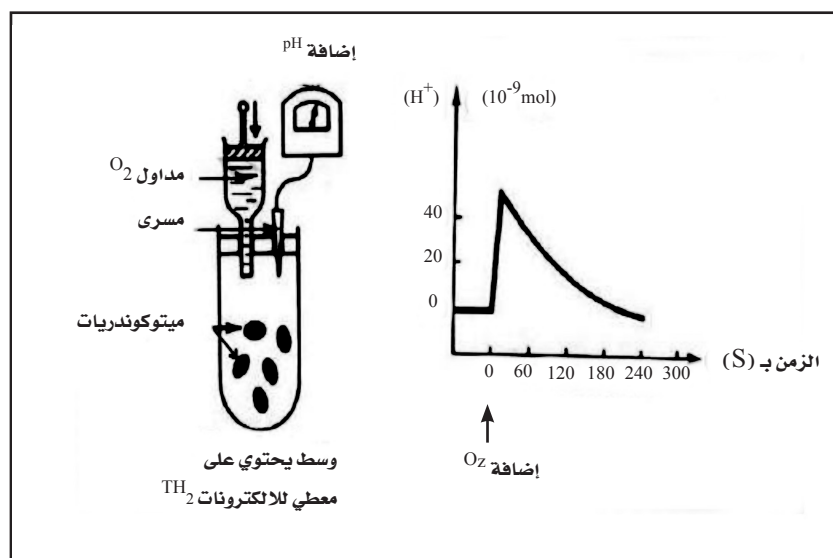 إضافة pH
مداول O2
مسرى
ميتوكوندريات
وسط يحتوي على
معطي للالكترونات TH2
(H+) (10-9mol)
40
20
0
0 60 120 180 240 300
الزمن بـ (S)
إضافة Oz